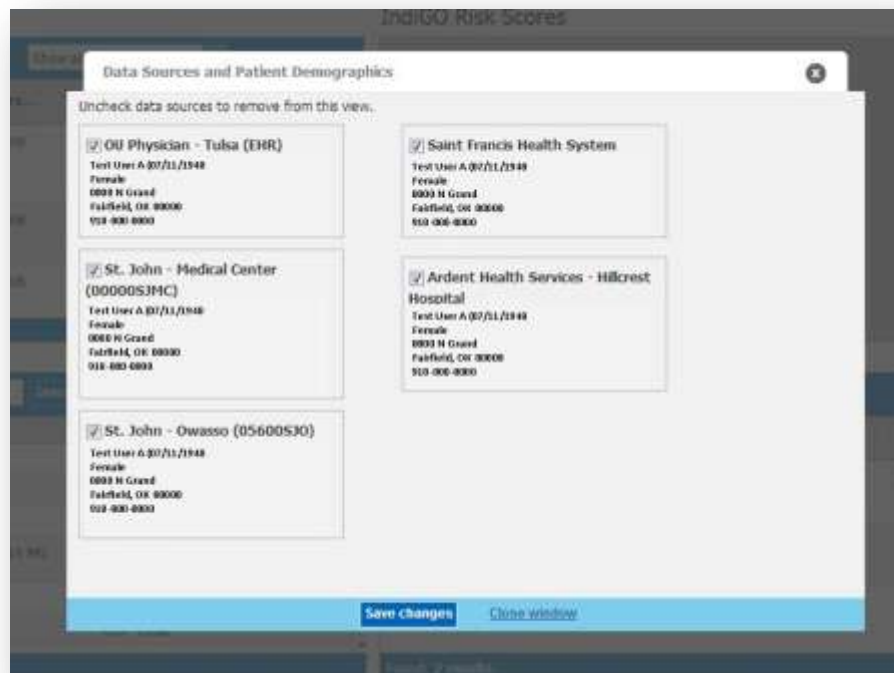 IndiGO Risk Scores
Data Sources and Patient Demographics
Uncheck data sources to remove from this view.
OU Physician - Tulsa (EHR)
Test User A (07/11/1948
Female
0000 N Grand
Fairfield, OK 00000
918-000-0000
St. John - Medical Center
(00000SJMC)
Test User A (07/11/1948
Female
0000 N Grand
Fairfield, OK 00000
918-000-0000
St. John - Owasso (05600SJO)
Test User A (07/11/1948
Female
0000 N Grand
Fairfield, OK 00000
918-000-0000
Saint Francis Health System
Test User A (07/11/1948
Female
0000 N Grand
Fairfield, OK 00000
918-000-0000
Ardent Health Services - Hillcrest
Hospital
Test User A (07/11/1948
Female
0000 N Grand
Fairfield, OK 00000
918-000-0000
Save changes
Close window